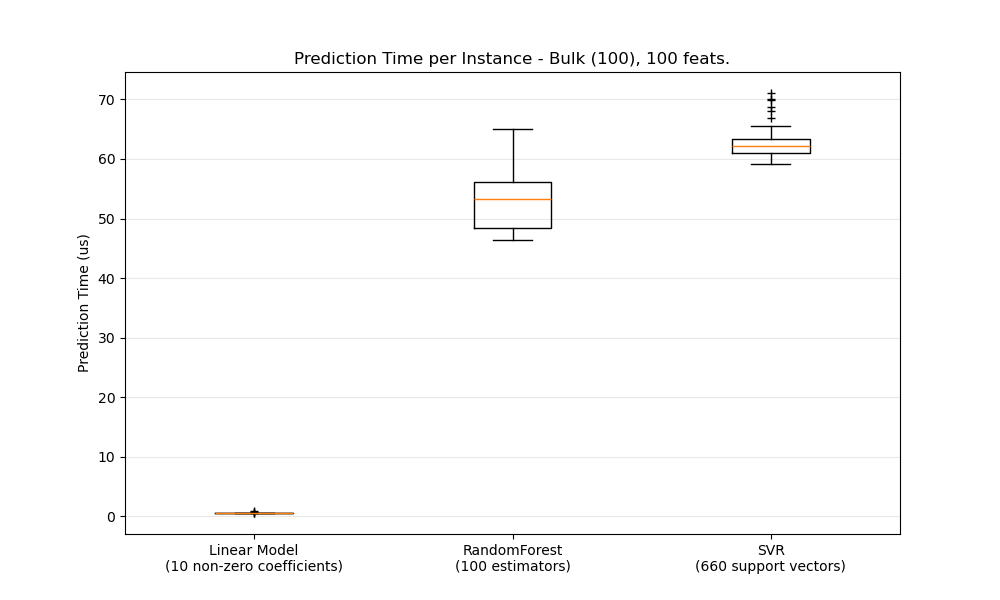 Prediction Time per Instance - Bulk (100), 100 feats.
Prediction Time (us)
70
60
50
40
30
20
10
0
Linear Model
(10 non-zero coefficients)
RandomForest
(100 estimators)
SVR
(660 support vectors)